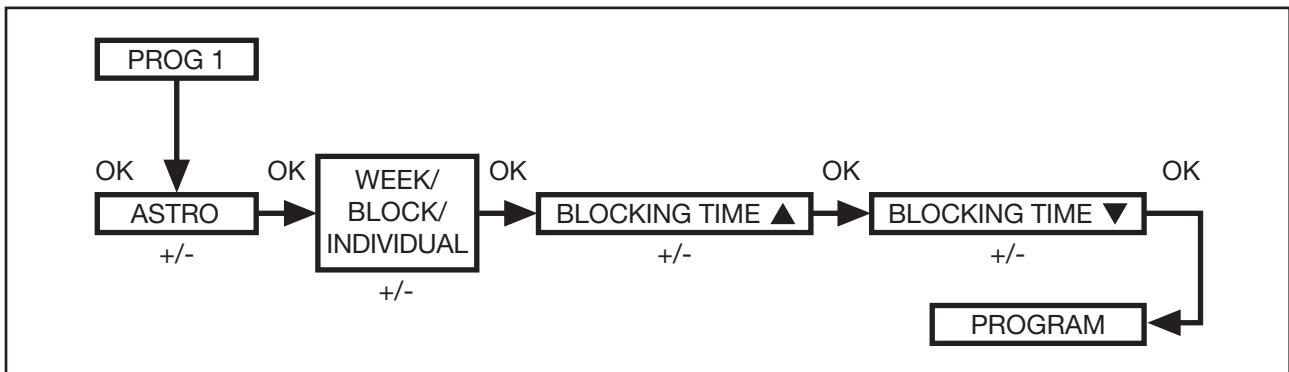 PROG 1
OK
OK
OK
OK
OK
ASTRO
+/-
WEEK/
BLOCK/
INDIVIDUAL
+/-
BLOCKING TIME ▲
+/-
BLOCKING TIME ▼
+/-
PROGRAM